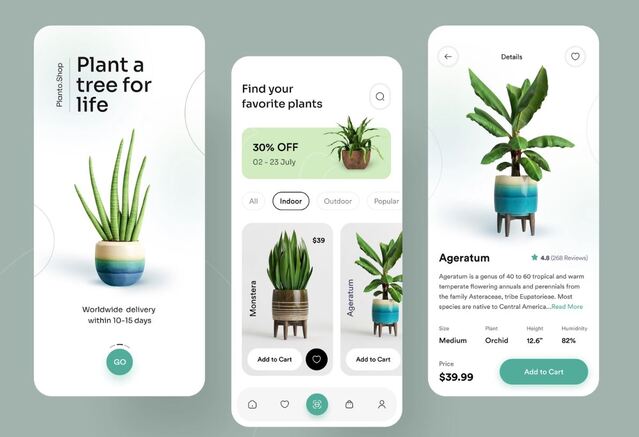 Planto.Shop
Plant a
tree for
life
Worldwide delivery
within 10-15 days
GO
Find your
favorite plants
30% OFF
02 - 23 July
All
Indoor
Outdoor
Popular
$39
Monstera
Add to Cart
Ageratum
Add to Cart
Details
Ageratum
4.8 (268 Reviews)
Ageratum is a genus of 40 to 60 tropical and warm
temperate flowering annuals and perennials from
the family Asteraceae, tribe Eupatorieae. Most
species are native to Central America...Read More
Size
Plant
Height
Humidnity
Medium
Orchid
12.6"
82%
Price
$39.99
Add to Cart